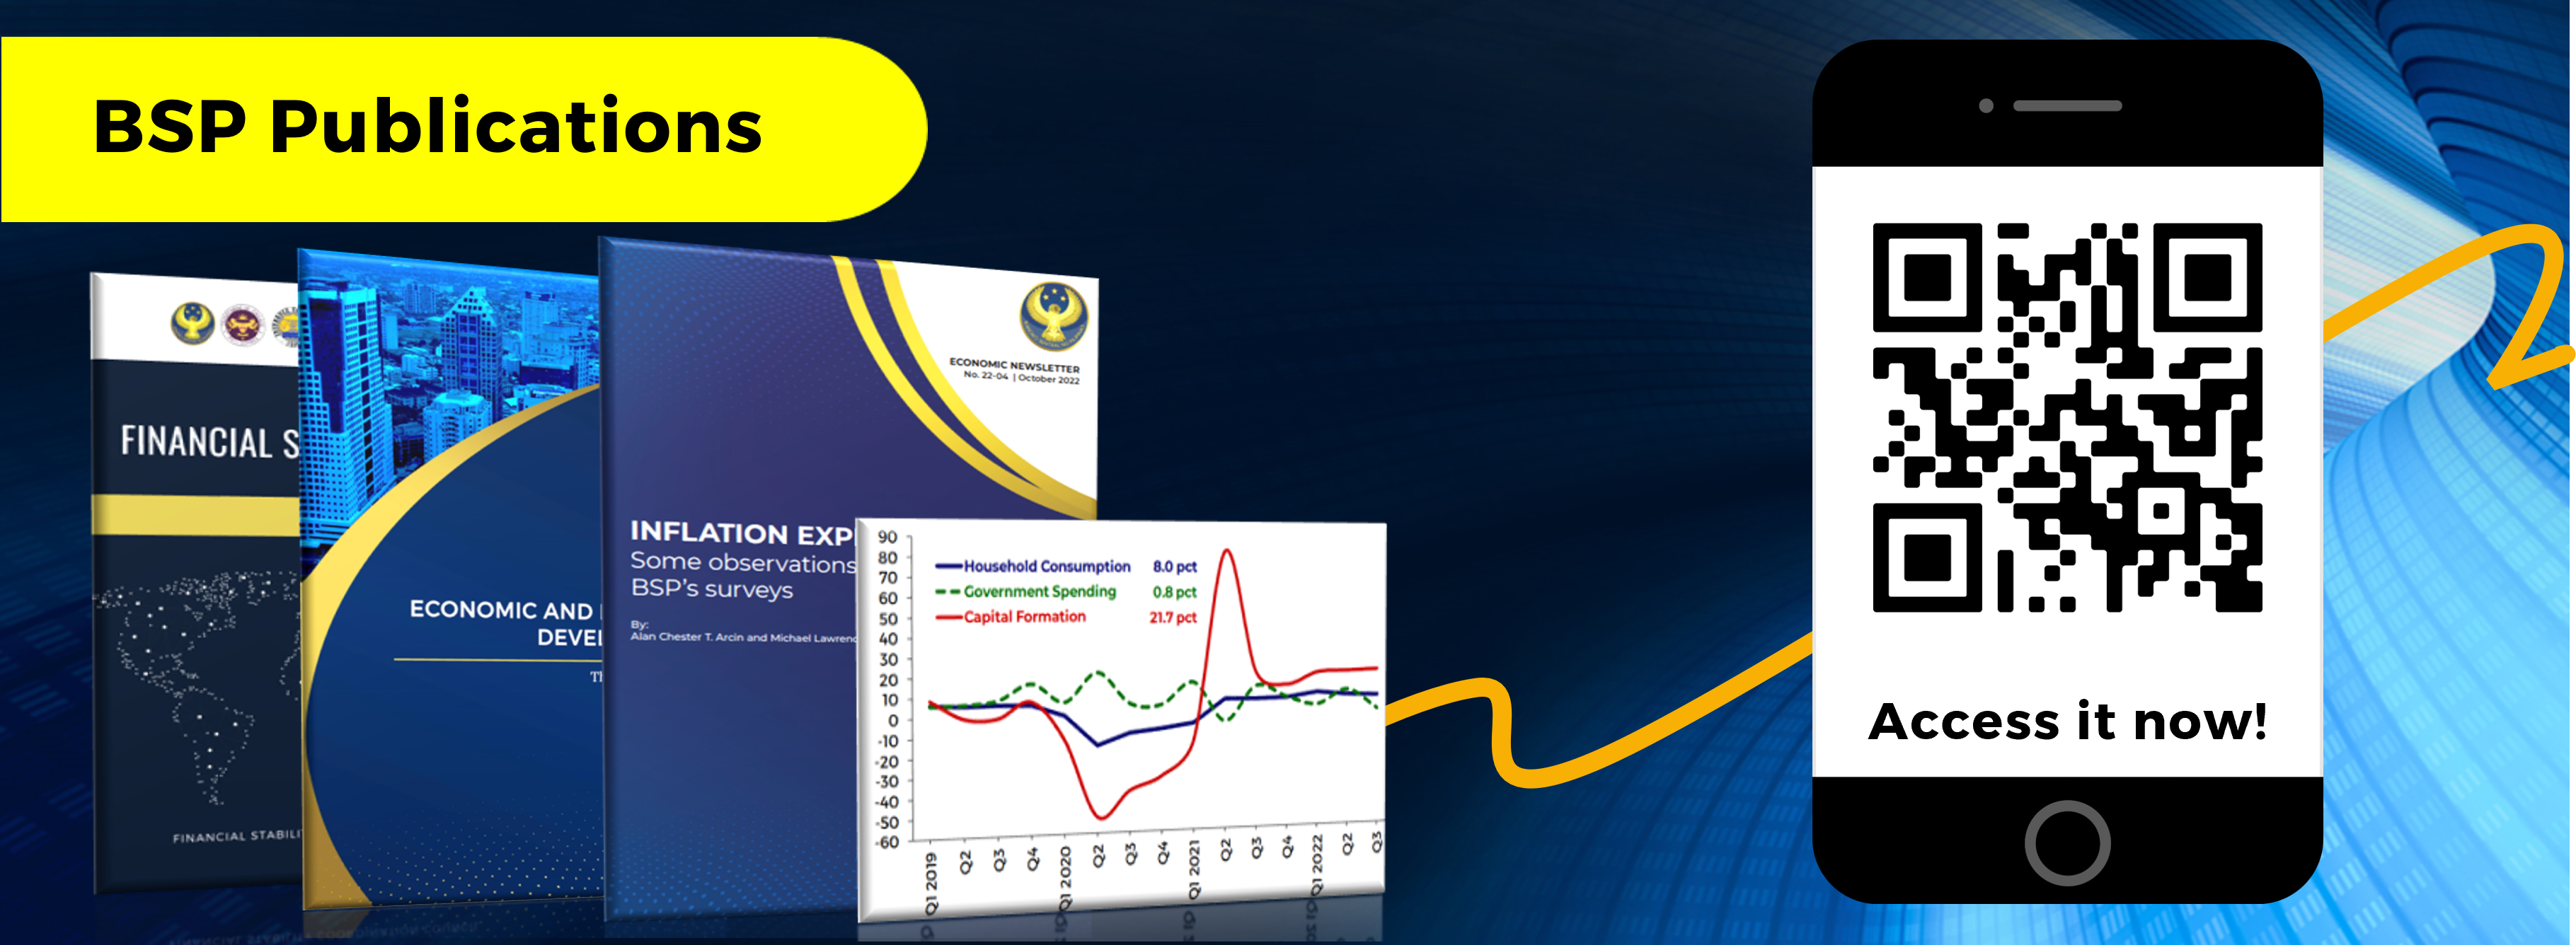 BSP Publications
FINANCIAL S
FINANCIAL STABILI
ECONOMIC AND
DEVEL
ECONOMIC NEWSLETTER
No. 22-04 | October 2022
INFLATION EXP
Some observations
BSP's surveys
By:
Alan Chester T. Arcin and Michael Lawrenc
90
80
70
60
50
40
30
20
10
0
-10
-20
-30
-40
-50
-60
Household Consumption 8.0 pct
Government Spending 0.8 pct
Capital Formation 21.7 pct
Q1 2019
Q2
Q3
Q4
Q1 2020
Q2
Q3
Q4
Q1 2021
Q2
Q3
Q4
Q1 2022
Q2
Q3
Access it now!